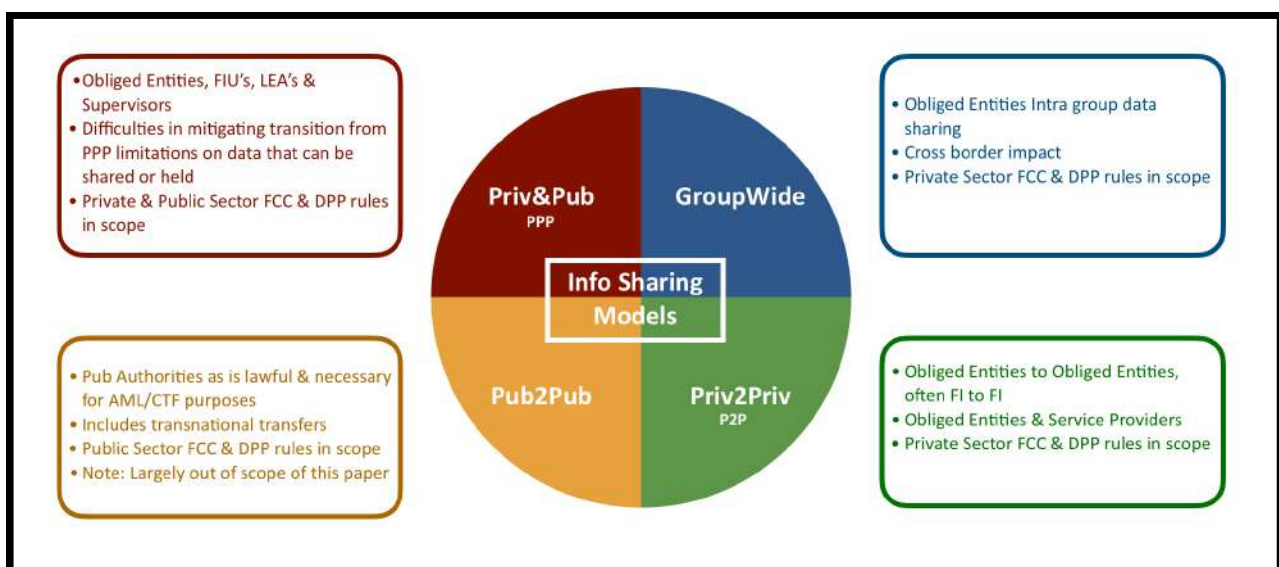 •Obliged Entities, FIU's, LEA's &
Supervisors
• Difficulties in mitigating transition from
PPP limitations on data that can be
shared or held
• Private & Public Sector FCC & DPP rules
in scope
• Obliged Entities Intra group data
sharing
• Cross border impact
• Private Sector FCC & DPP rules in scope
Priv&Pub
PPP
GroupWide
Info Sharing
Models
Pub2Pub
Priv2Priv
P2P
• Pub Authorities as is lawful & necessary
for AML/CTF purposes
• Includes transnational transfers
• Public Sector FCC & DPP rules in scope
• Note: Largely out of scope of this paper
• Obliged Entities to Obliged Entities,
often FI to FI
• Obliged Entities & Service Providers
• Private Sector FCC & DPP rules in scope